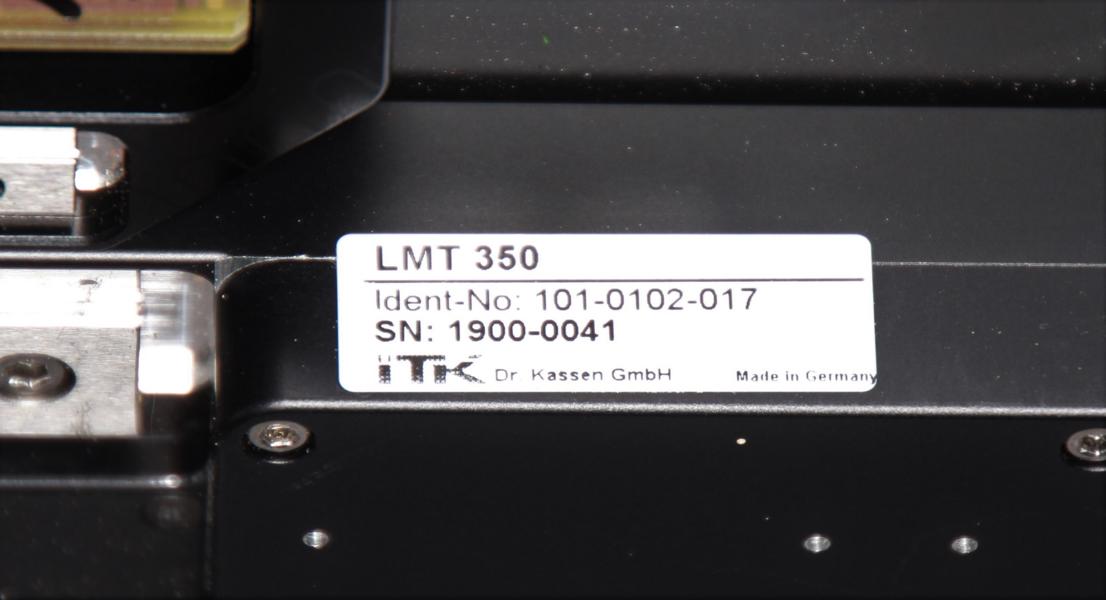 LMT 350
Ident-No: 101-0102-017
SN: 1900-0041
iTK Dr. Kassen GmbH Made in Germany